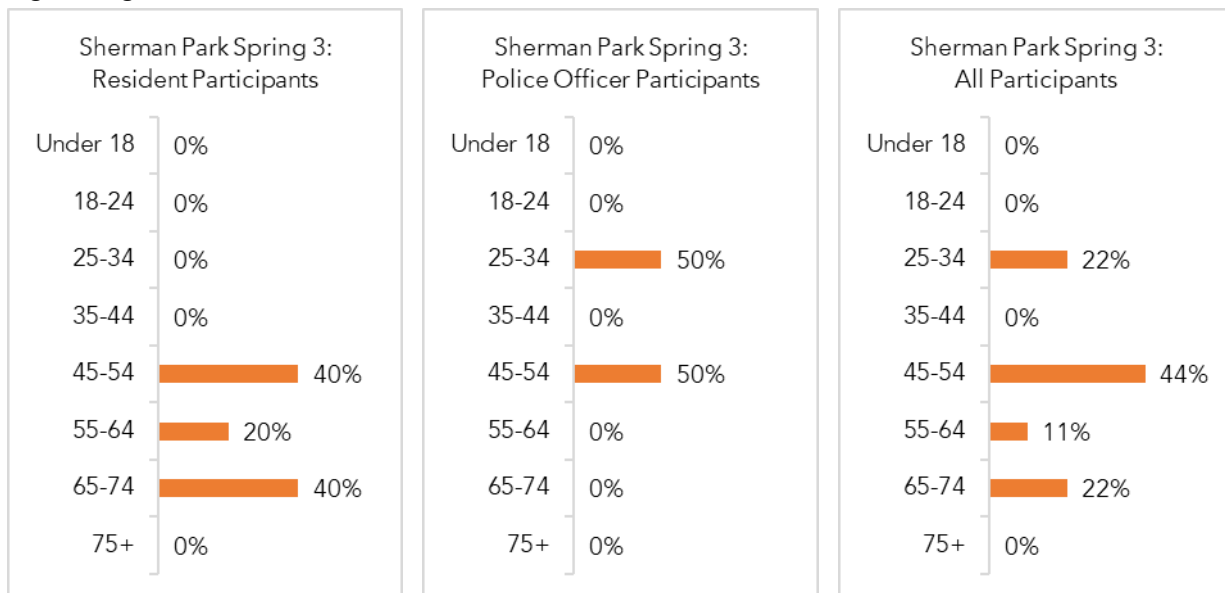 Sherman Park Spring 3:
Resident Participants
Under 18 0%
18-24 0%
25-34 0%
35-44 0%
45-54 40%
55-64 20%
65-74 40%
75+ 0%
Sherman Park Spring 3:
Police Officer Participants
Under 18 0%
18-24 0%
25-34 50%
35-44 0%
45-54 50%
55-64 0%
65-74 0%
75+ 0%
Sherman Park Spring 3:
All Participants
Under 18 0%
18-24 0%
25-34 22%
35-44 0%
45-54 44%
55-64 11%
65-74 22%
75+ 0%